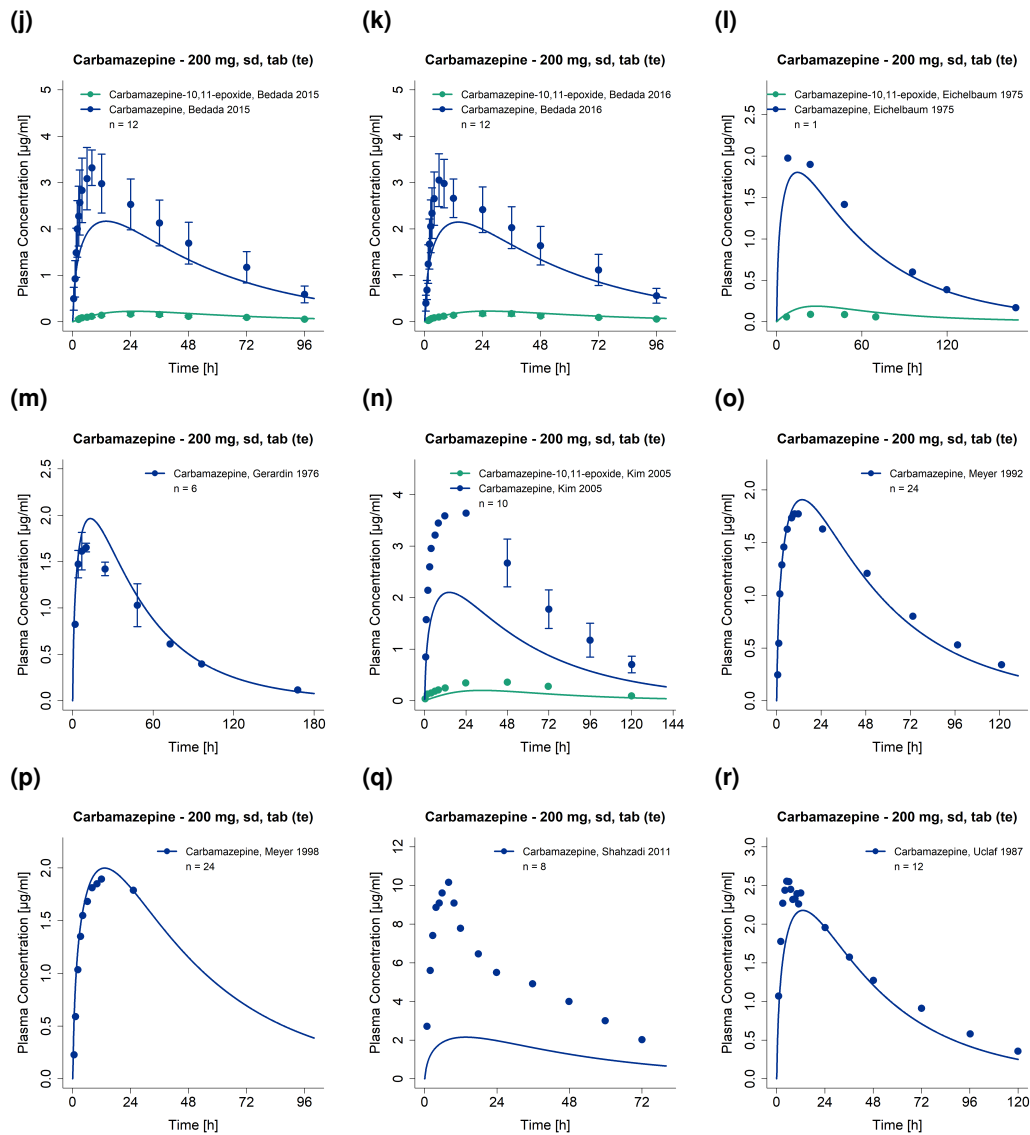 (j)
Carbamazepine - 200 mg, sd, tab (te)
Carbamazepine-10,11-epoxide, Bedada 2015
Carbamazepine, Bedada 2015
n = 12
Plasma Concentration [µg/ml]
0 1 2 3 4 5
0 24 48 72 96
Time [h]
(k)
Carbamazepine - 200 mg, sd, tab (te)
Carbamazepine-10,11-epoxide, Bedada 2016
Carbamazepine, Bedada 2016
n = 12
Plasma Concentration [µg/ml]
0 1 2 3 4 5
0 24 48 72 96
Time [h]
(l)
Carbamazepine - 200 mg, sd, tab (te)
Carbamazepine-10,11-epoxide, Eichelbaum 1975
Carbamazepine, Eichelbaum 1975
n = 1
Plasma Concentration [µg/ml]
0.0 0.5 1.0 1.5 2.0 2.5
0 60 120
Time [h]
(m)
Carbamazepine - 200 mg, sd, tab (te)
Carbamazepine, Gerardin 1976
n = 6
Plasma Concentration [µg/ml]
0.0 0.5 1.0 1.5 2.0 2.5
0 60 120 180
Time [h]
(n)
Carbamazepine - 200 mg, sd, tab (te)
Carbamazepine-10,11-epoxide, Kim 2005
Carbamazepine, Kim 2005
n = 10
Plasma Concentration [µg/ml]
0 1 2 3 4
0 24 48 72 96 120 144
Time [h]
(o)
Carbamazepine - 200 mg, sd, tab (te)
Carbamazepine, Meyer 1992
n = 24
Plasma Concentration [µg/ml]
0.0 0.5 1.0 1.5 2.0
0 24 48 72 96 120
Time [h]
(p)
Carbamazepine - 200 mg, sd, tab (te)
Carbamazepine, Meyer 1998
n = 24
Plasma Concentration [µg/ml]
0.0 0.5 1.0 1.5 2.0
0 24 48 72 96
Time [h]
(q)
Carbamazepine - 200 mg, sd, tab (te)
Carbamazepine, Shahzadi 2011
n = 8
Plasma Concentration [µg/ml]
0 2 4 6 8 10 12
0 24 48 72
Time [h]
(r)
Carbamazepine - 200 mg, sd, tab (te)
Carbamazepine, Uclaf 1987
n = 12
Plasma Concentration [µg/ml]
0.0 0.5 1.0 1.5 2.0 2.5 3.0
0 24 48 72 96 120
Time [h]